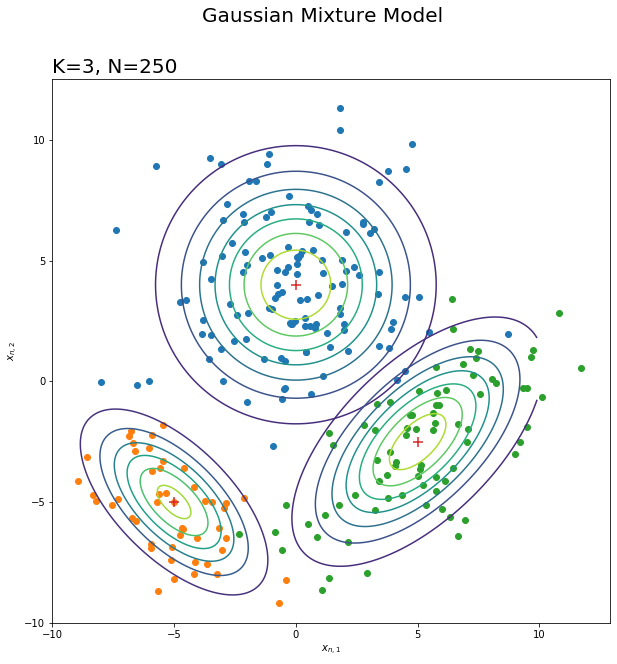 Gaussian Mixture Model
K=3, N=250
10
5
0
−5
−10
x_{n,2}
−10 −5 0 5 10
x_{n,1}